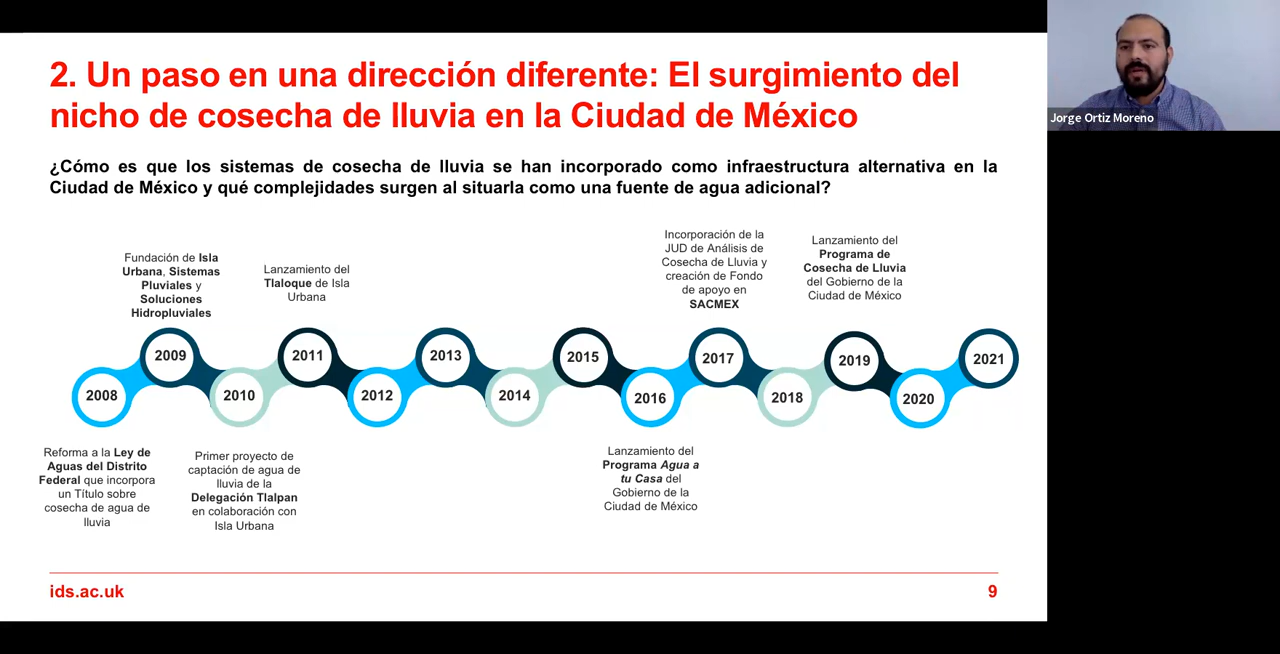 2. Un paso en una dirección diferente: El surgimiento del
nicho de cosecha de lluvia en la Ciudad de México
¿Cómo es que los sistemas de cosecha de lluvia se han incorporado como infraestructura alternativa en la
Ciudad de México y qué complejidades surgen al situarla como una fuente de agua adicional?
Jorge Ortiz Moreno
Fundación de Isla
Urbana, Sistemas
Pluviales y
Soluciones
Hidropluviales
Lanzamiento del
Tlaloque de Isla
Urbana
Incorporación de la
JUD de Análisis de
Cosecha de Lluvia y
creación de Fondo
de apoyo en
SACMEX
Lanzamiento del
Programa de
Cosecha de Lluvia
del Gobierno de la
Ciudad de México
2008
2009
2010
2011
2012
2013
2014
2015
2016
2017
2018
2019
2020
2021
Reforma a la Ley de
Aguas del Distrito
Federal que incorpora
un Título sobre
cosecha de agua de
lluvia
Primer proyecto de
captación de agua de
lluvia de la
Delegación Tlalpan
en colaboración con
Isla Urbana
Lanzamiento del
Programa Agua a
tu Casa del
Gobierno de la
Ciudad de México
ids.ac.uk
9